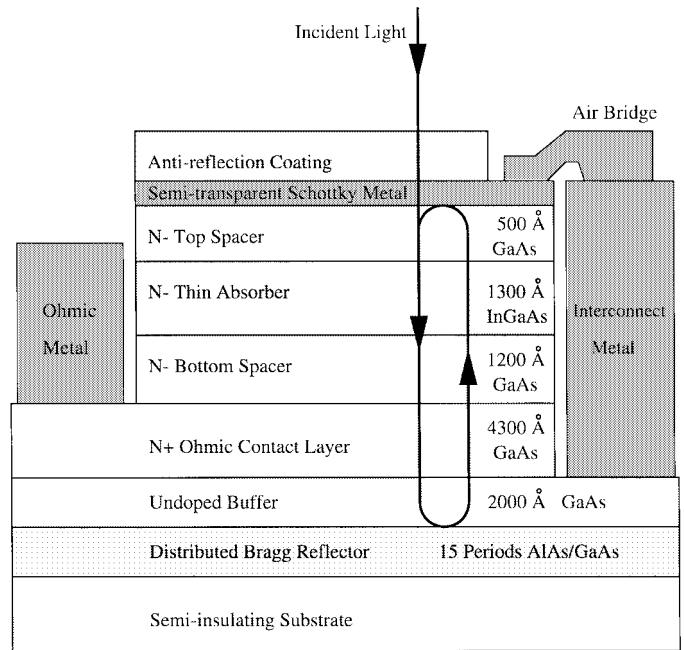 Incident Light
Air Bridge
Anti-reflection Coating
Semi-transparent Schottky Metal
N- Top Spacer
500 Å
GaAs
N- Thin Absorber
1300 Å
InGaAs
Ohmic
Metal
Interconnect
Metal
N- Bottom Spacer
1200 Å
GaAs
N+ Ohmic Contact Layer
4300 Å
GaAs
Undoped Buffer
2000 Å GaAs
Distributed Bragg Reflector
15 Periods AlAs/GaAs
Semi-insulating Substrate